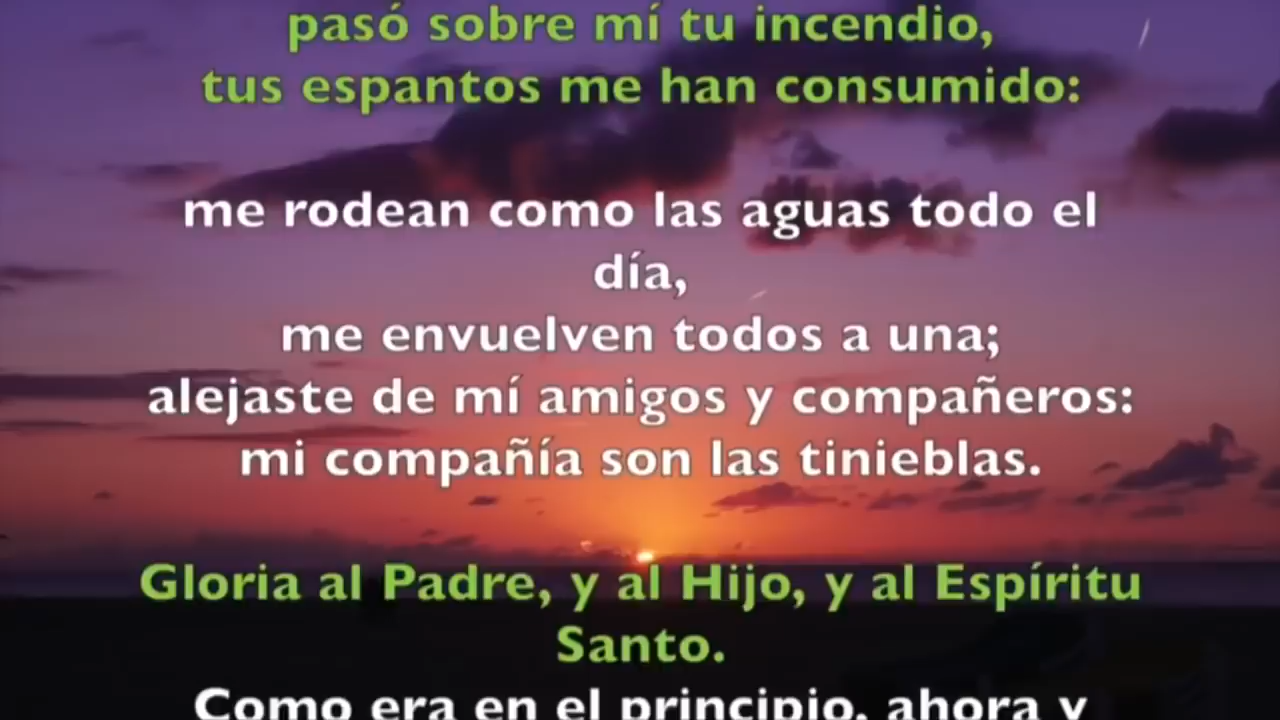 pasó sobre mí tu incendio,
tus espantos me han consumido:
me rodean como las aguas todo el
día,
me envuelven todos a una;
alejaste de mí amigos y compañeros:
mi compañía son las tinieblas.
Gloria al Padre, y al Hijo, y al Espíritu
Santo.
Como era en el principio, ahora y